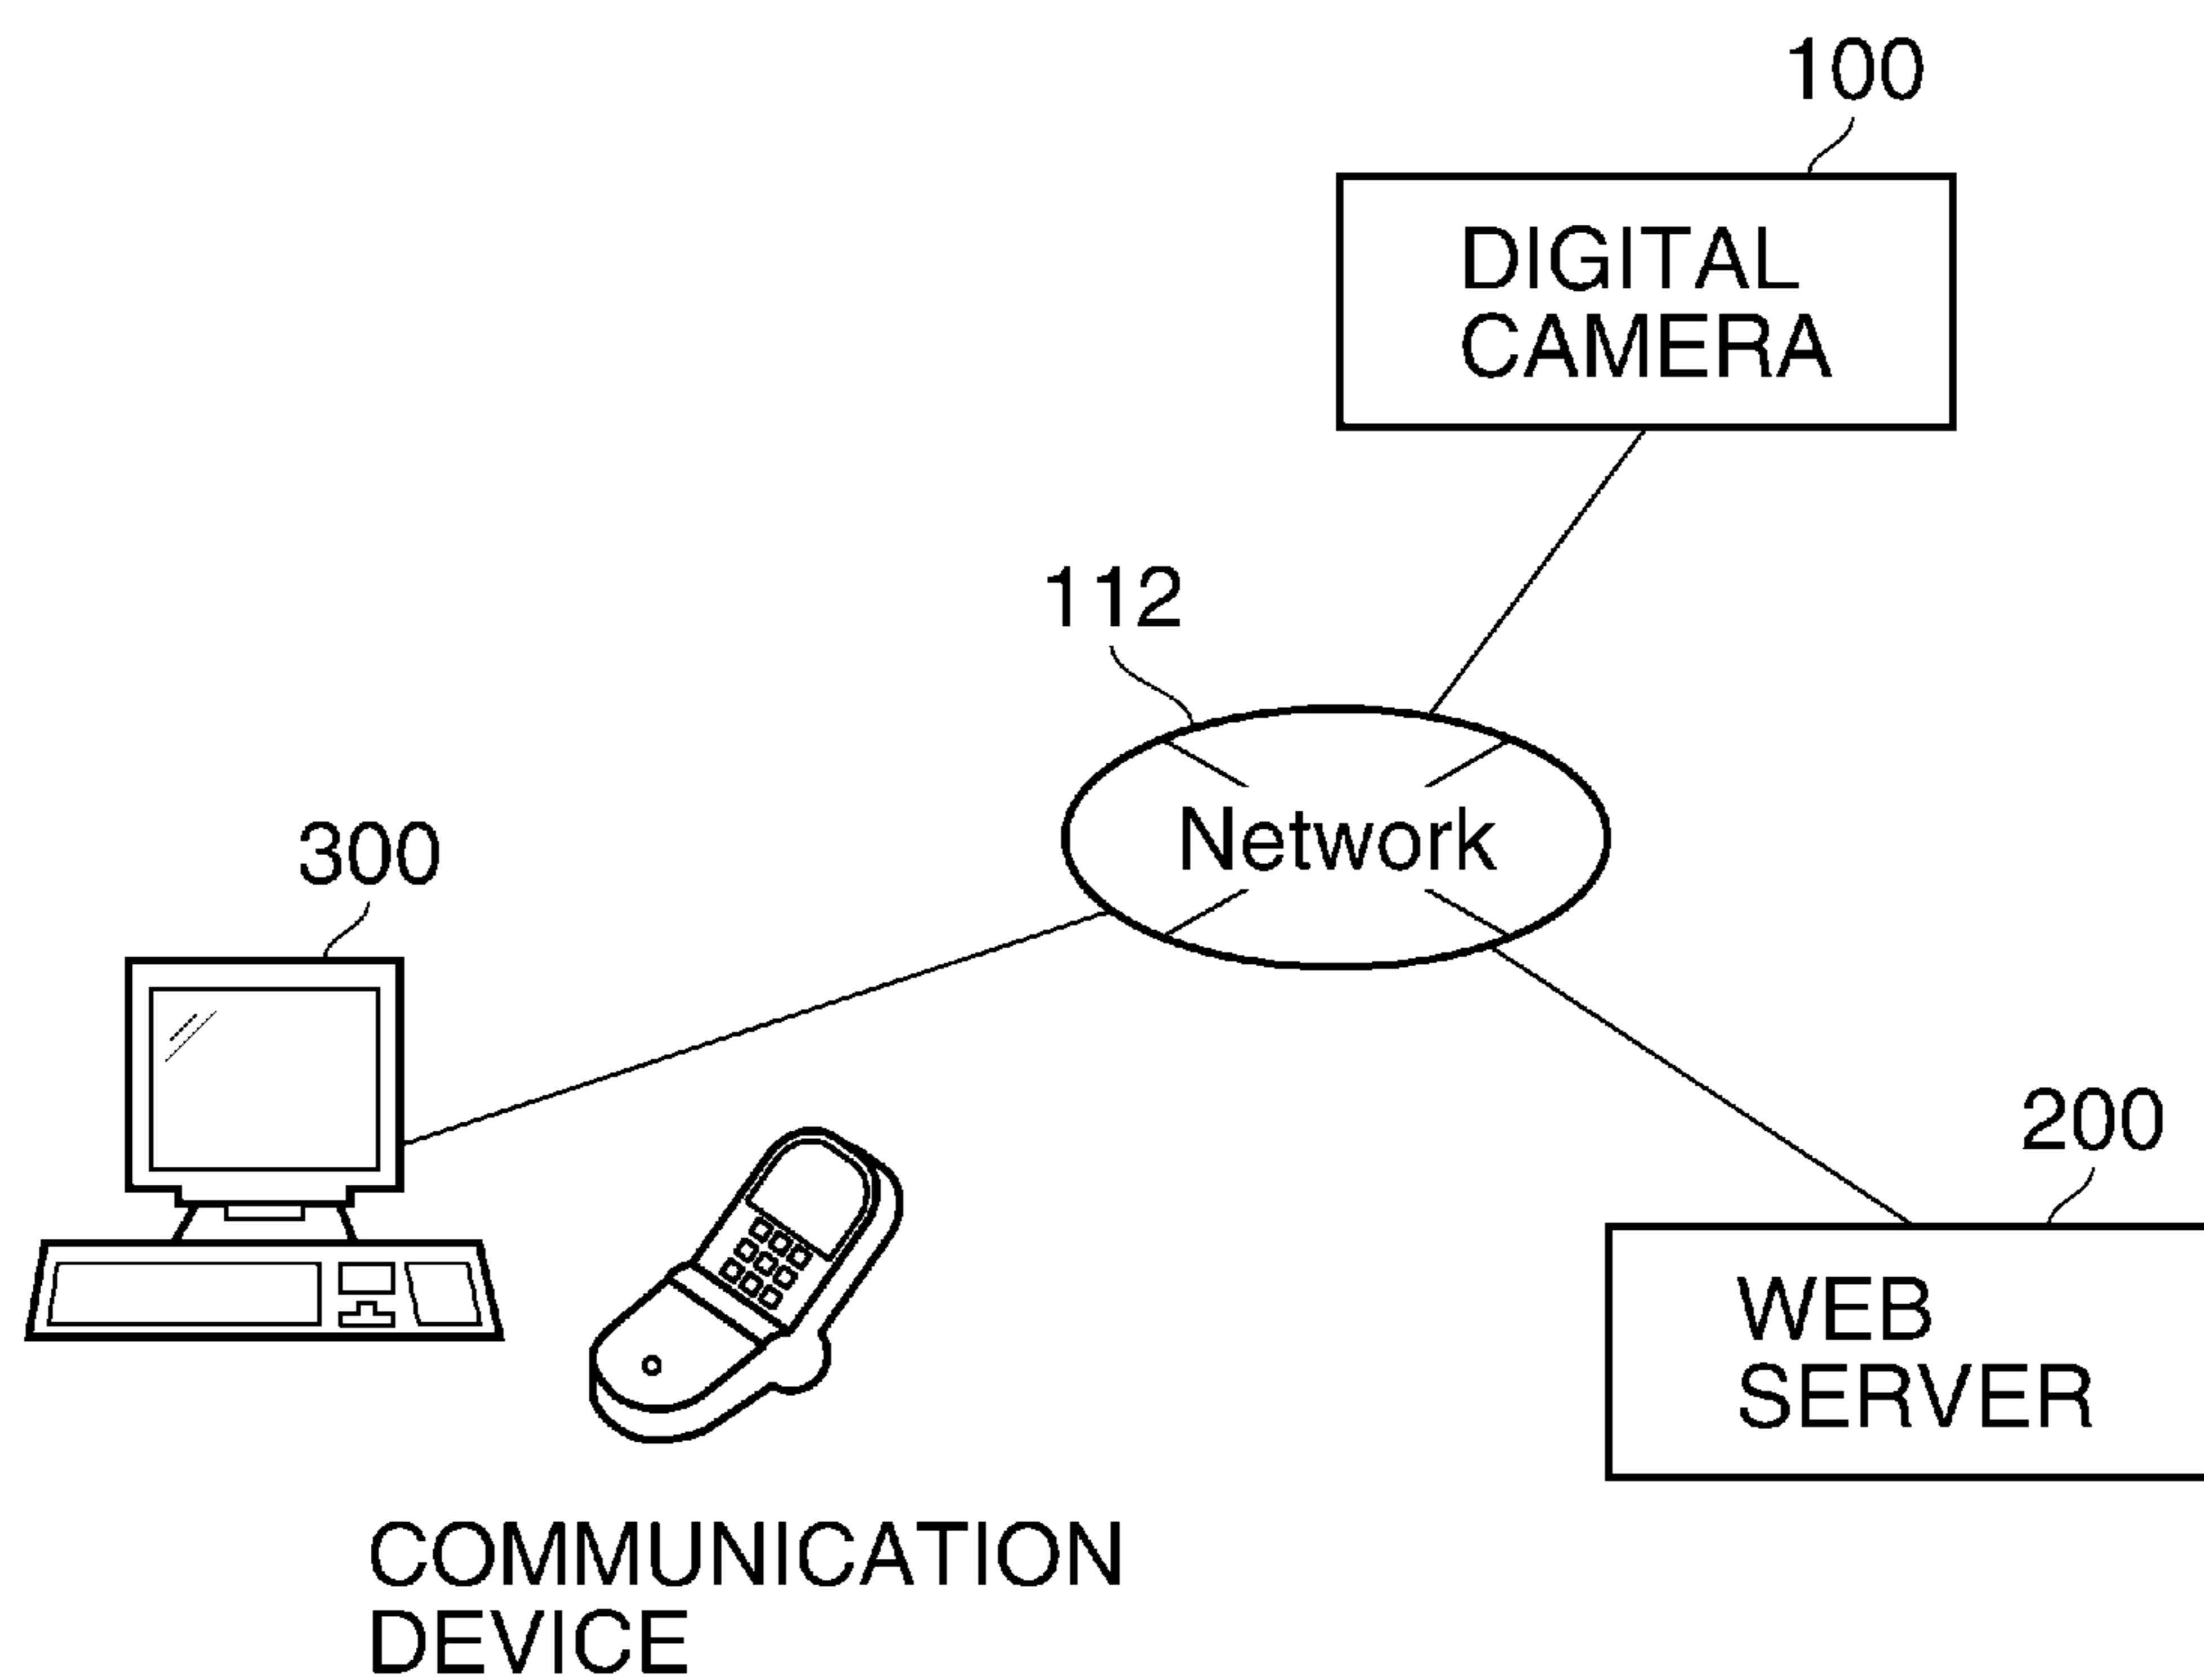 100
DIGITAL
CAMERA
112
Network
300
200
WEB
SERVER
COMMUNICATION
DEVICE